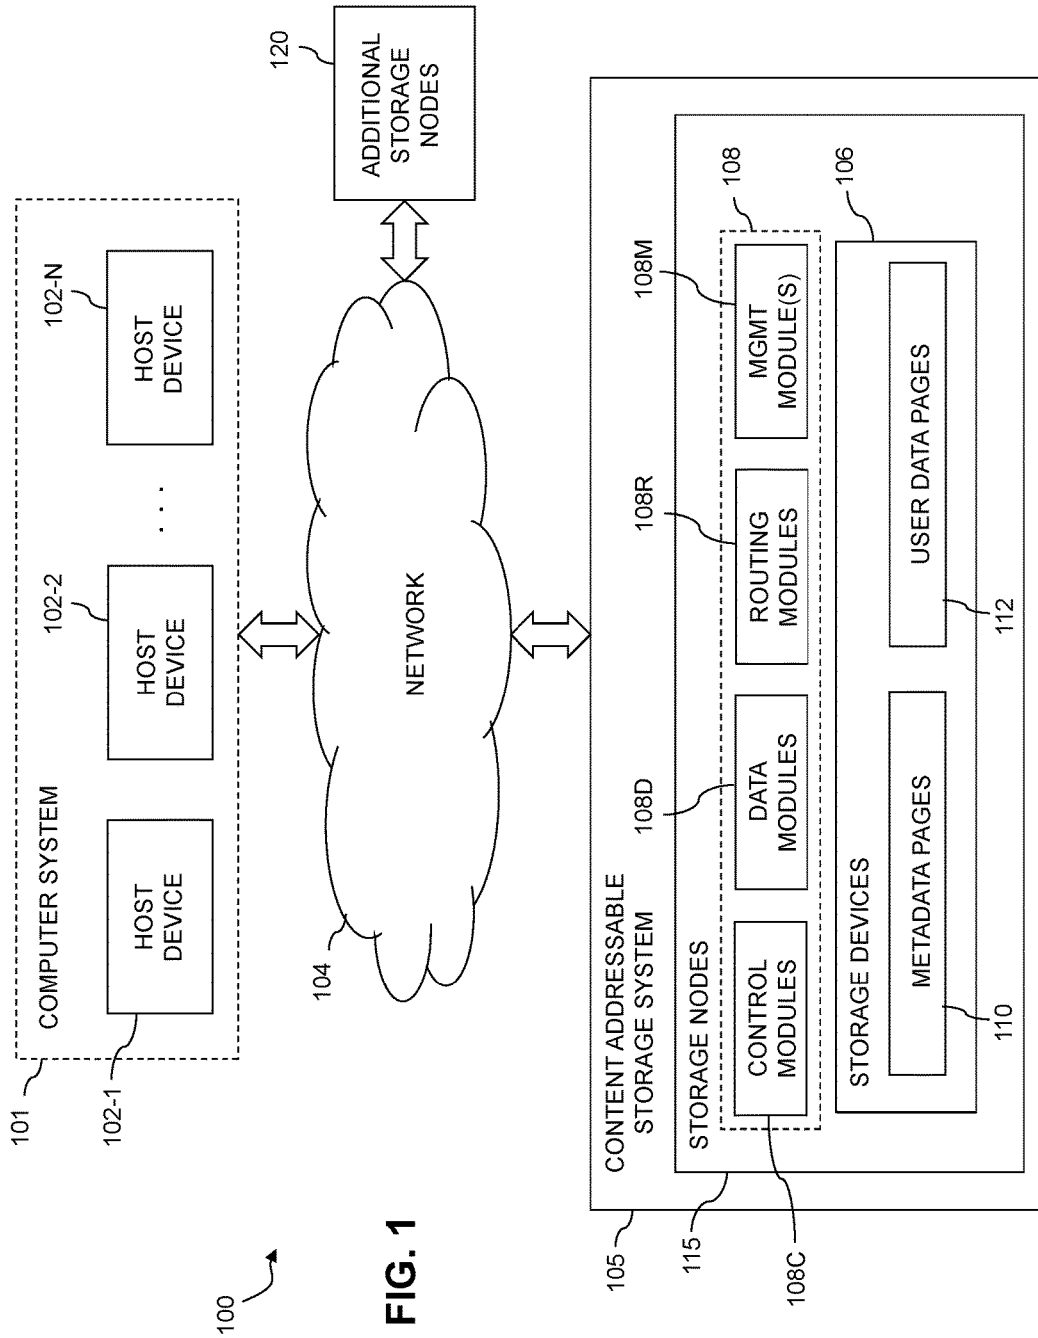 100
FIG. 1
101
COMPUTER SYSTEM
102-1
HOST
DEVICE
102-2
HOST
DEVICE
. . .
102-N
HOST
DEVICE
104
NETWORK
120
ADDITIONAL
STORAGE
NODES
105
CONTENT ADDRESSABLE
STORAGE SYSTEM
115
STORAGE NODES
108C
CONTROL
MODULES
108D
DATA
MODULES
108R
ROUTING
MODULES
108M
MGMT
MODULE(S)
108
STORAGE DEVICES
106
METADATA PAGES
110
USER DATA PAGES
112